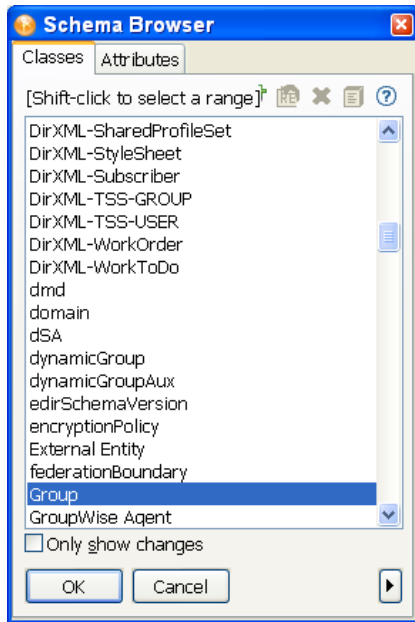 Schema Browser
Classes Attributes
[Shift-click to select a range]
DirXML-SharedProfileSet
DirXML-StyleSheet
DirXML-Subscriber
DirXML-TSS-GROUP
DirXML-TSS-USER
DirXML-WorkOrder
DirXML-WorkToDo
dmd
domain
dSA
dynamicGroup
dynamicGroupAux
edirSchemaVersion
encryptionPolicy
External Entity
federationBoundary
Group
GroupWise Agent
Only show changes
OK Cancel